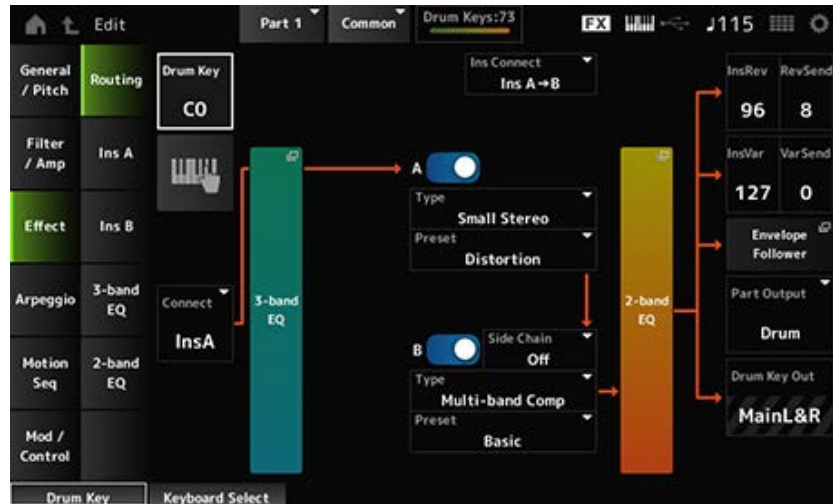 Edit
Part 1
Common
Drum Keys:73
FX
♩115
General
/ Pitch
Routing
Drum Key
C0
Ins Connect
Ins A→B
InsRev
RevSend
96
8
Filter
/ Amp
Ins A
A
InsVar
VarSend
127
0
Type
Small Stereo
Effect
Ins B
Preset
Distortion
Envelope
Follower
Arpeggio
3-band
EQ
Connect
InsA
3-band
EQ
2-band
EQ
Part Output
Drum
B
Side Chain
Off
Motion
Seq
2-band
EQ
Type
Multi-band Comp
Drum Key Out
MainL&R
Preset
Basic
Mod /
Control
Drum Key
Keyboard Select